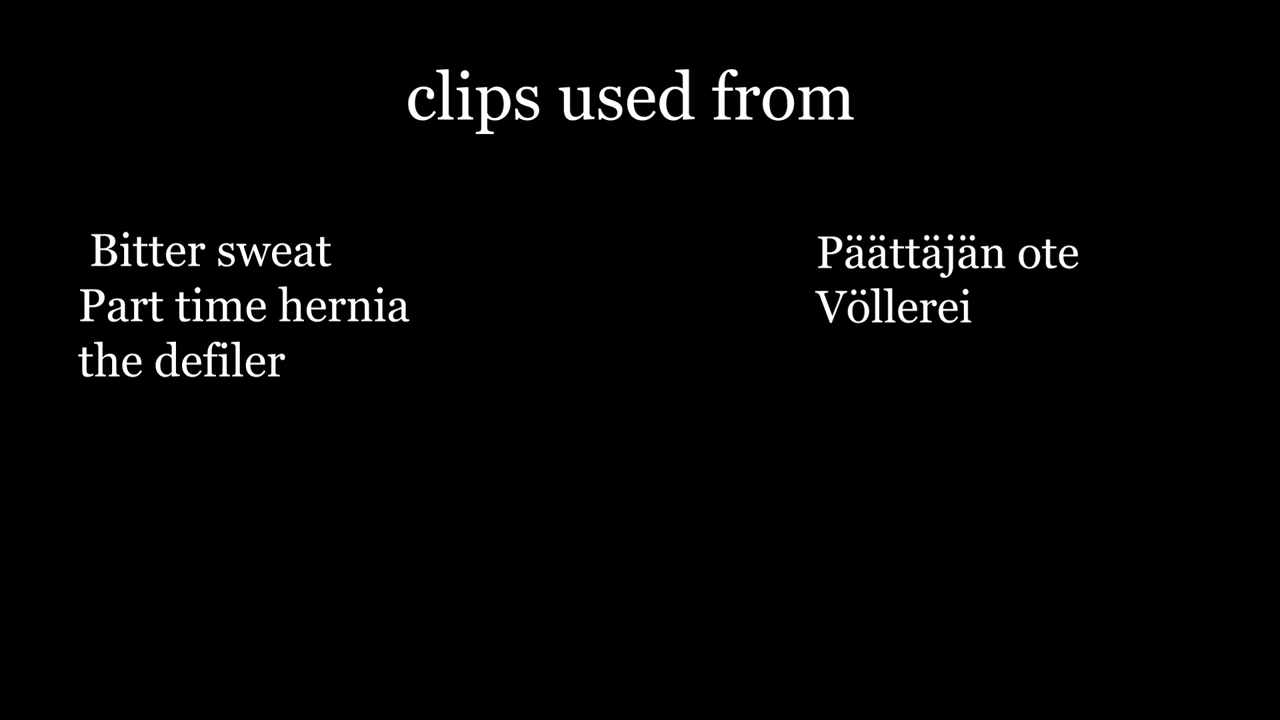 clips used from
Bitter sweat
Part time hernia
the defiler
Päättäjän ote
Völlerei